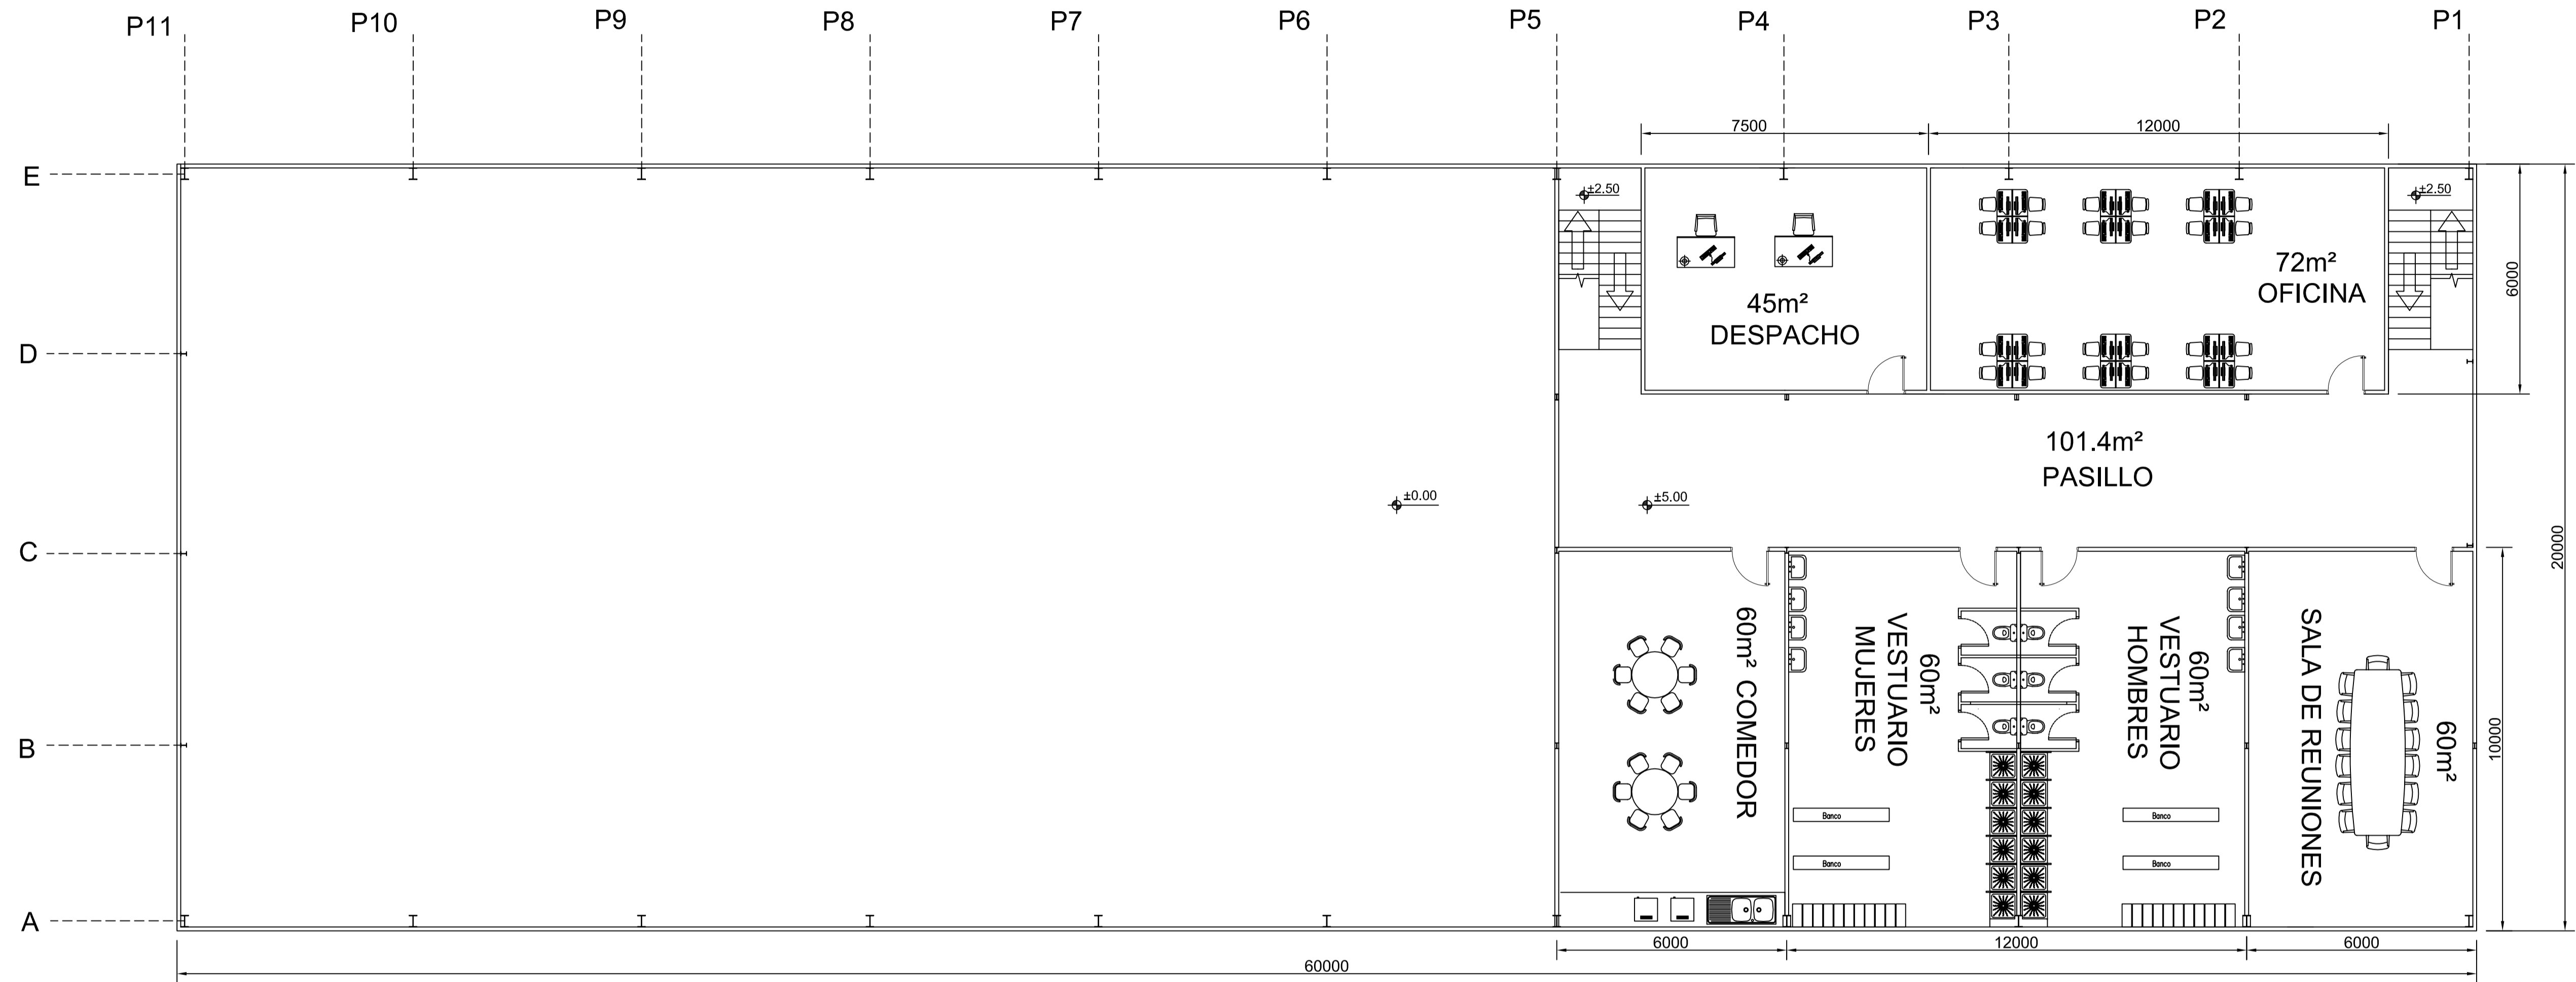 P11
P10
P9
P8
P7
P6
P5
P4
P3
P2
P1
7500
12000
E
±2.50
±2.50
72m²
OFICINA
6000
45m²
DESPACHO
D
101.4m²
PASILLO
±0.00
±5.00
C
20000
60m² COMEDOR
60m²
VESTUARIO
MUJERES
60m²
VESTUARIO
HOMBRES
SALA DE REUNIONES
60m²
10000
B
Banco
Banco
Banco
Banco
A
6000
12000
6000
60000